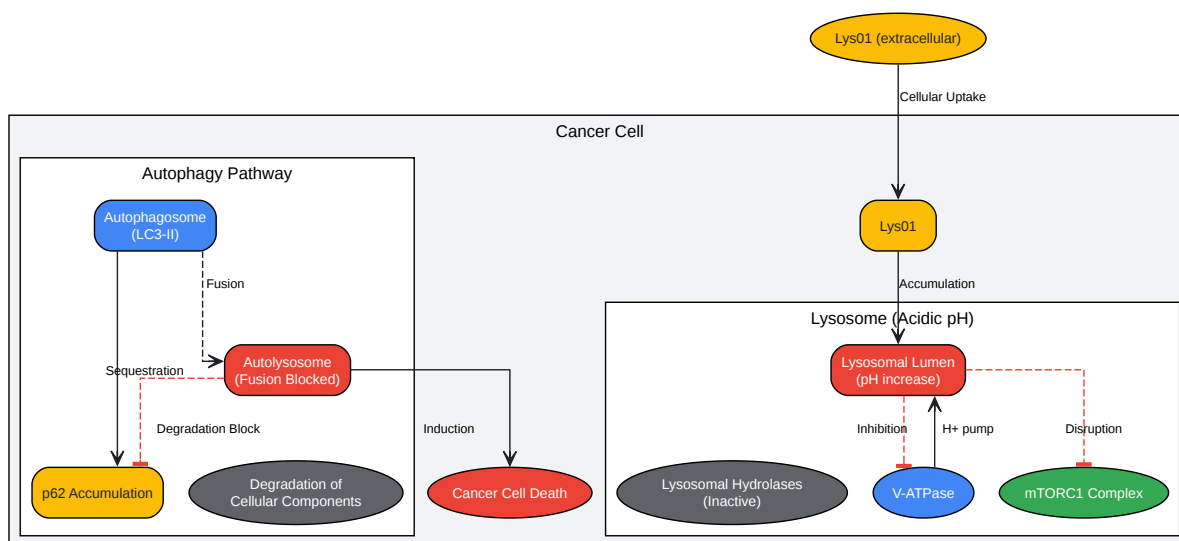 Lys01 (extracellular)
Cellular Uptake
Cancer Cell
Autophagy Pathway
Autophagosome
(LC3-II)
Lys01
Fusion
Accumulation
Lysosome (Acidic pH)
Sequestration
Autolysosome
(Fusion Blocked)
Lysosomal Lumen
(pH increase)
Degradation Block
Induction
Inhibition
H+ pump
Disruption
p62 Accumulation
Degradation of
Cellular Components
Cancer Cell Death
Lysosomal Hydrolases
(Inactive)
V-ATPase
mTORC1 Complex